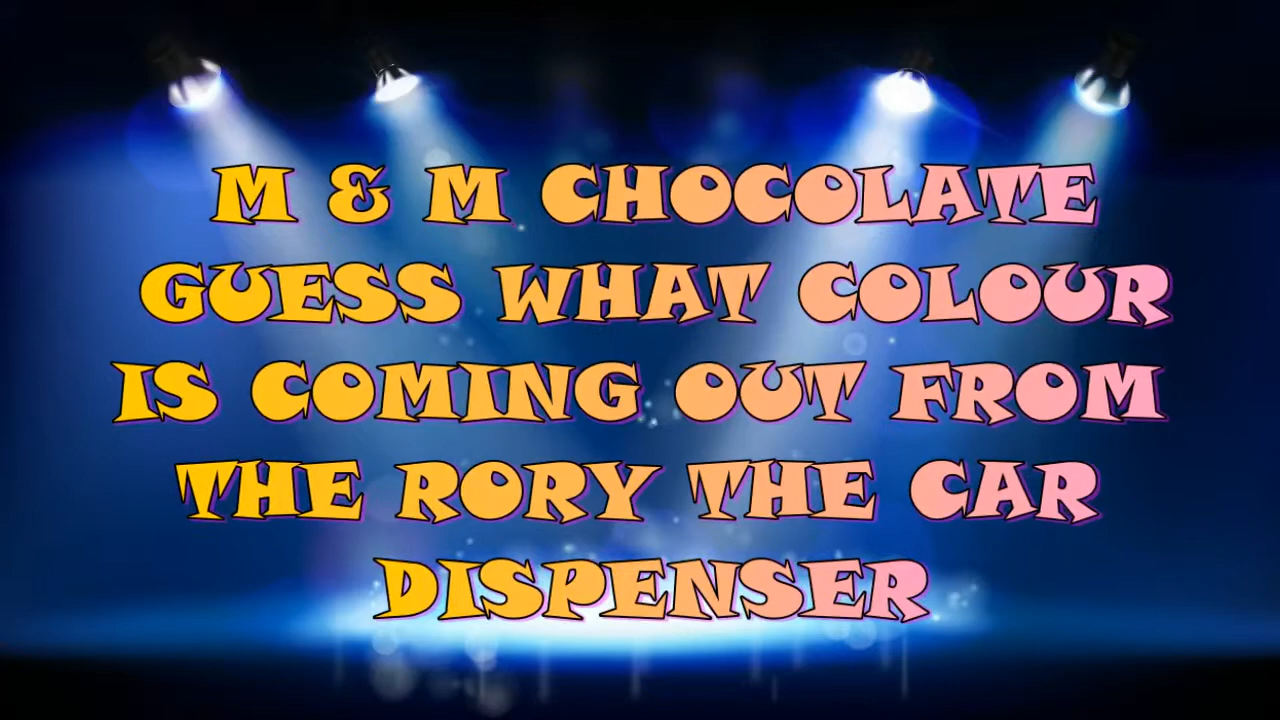 M & M CHOCOLATE
GUESS WHAT COLOUR
IS COMING OUT FROM
THE RORY THE CAR
DISPENSER